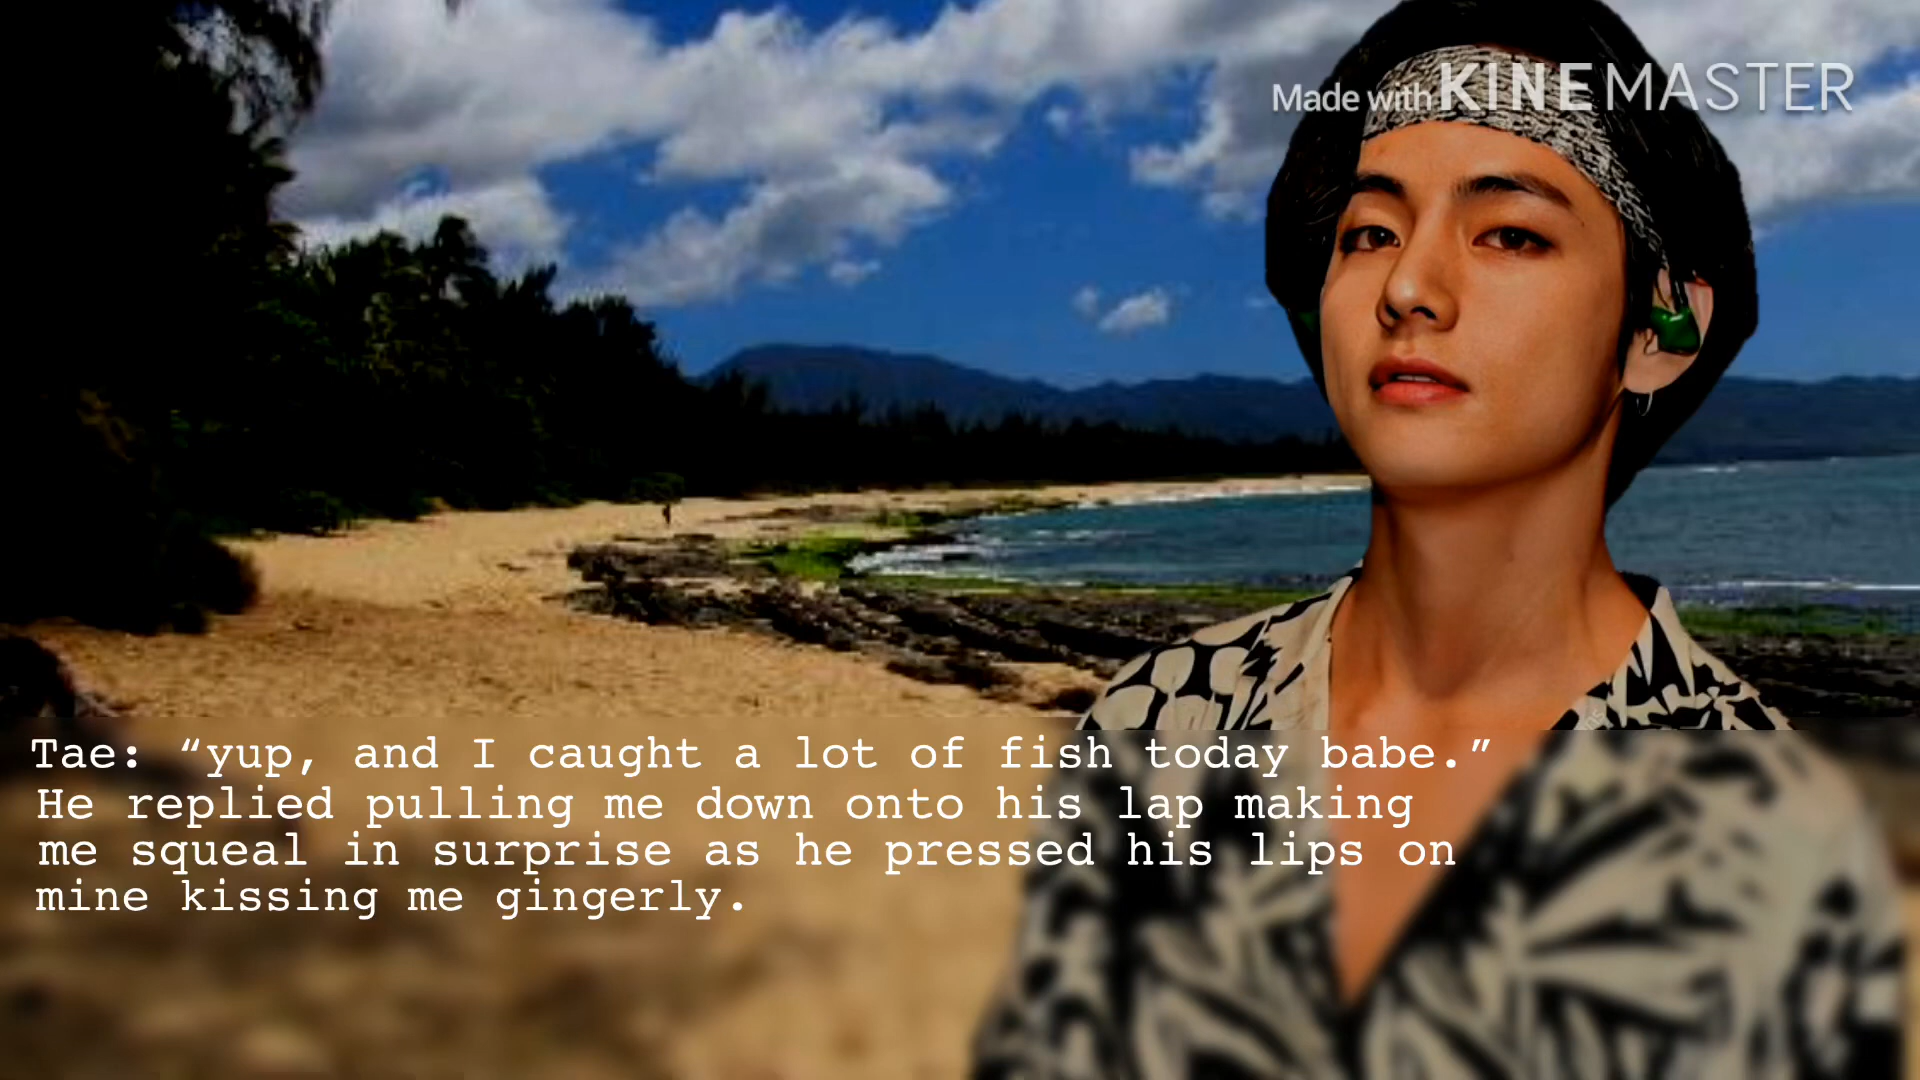 Made with KINEMASTER
Tae: “yup, and I caught a lot of fish today babe.”
He replied pulling me down onto his lap making
me squeal in surprise as he pressed his lips on
mine kissing me gingerly.